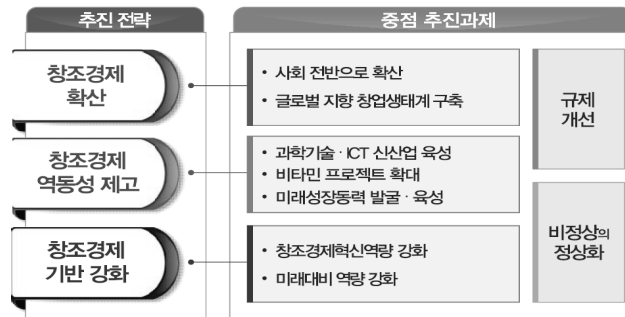 추진 전략
중점 추진과제
창조경제
확산
• 사회 전반으로 확산
• 글로벌 지향 창업생태계 구축
창조경제
역동성 제고
• 과학기술 · ICT 신산업 육성
• 비타민 프로젝트 확대
• 미래성장동력 발굴 · 육성
창조경제
기반 강화
• 창조경제혁신역량 강화
• 미래대비 역량 강화
규제
개선
비정상의
정상화